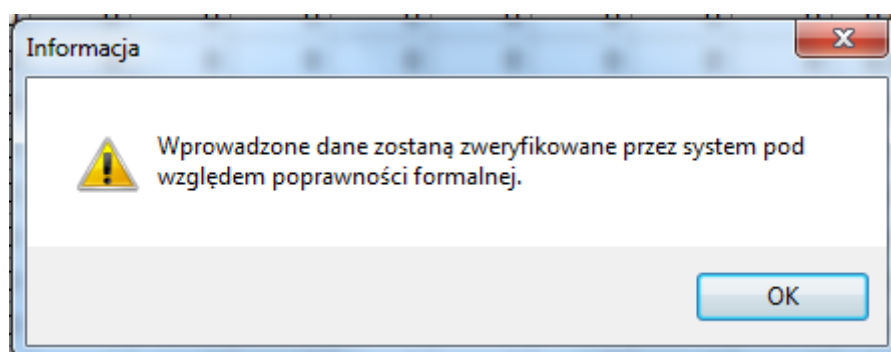 Informacja
Wprowadzone dane zostaną zweryfikowane przez system pod
względem poprawności formalnej.
OK